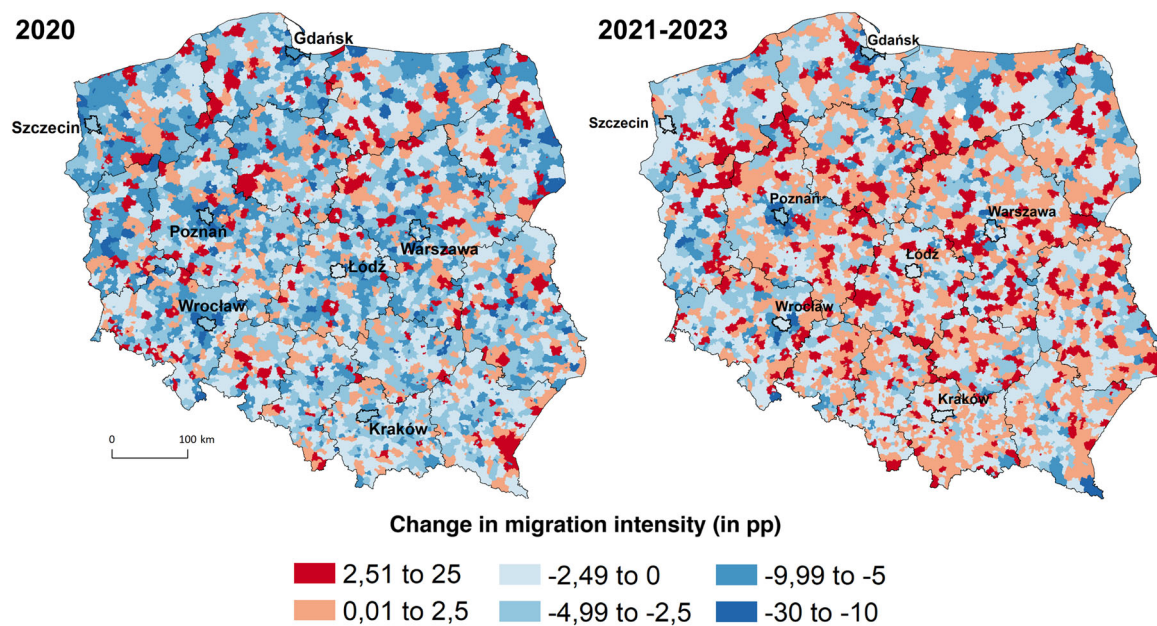 2020
Gdańsk
Szczecin
Poznań
Warszawa
Łódź
Wrocław
Kraków
0 100 km
2021-2023
Gdańsk
Szczecin
Poznań
Warszawa
Łódź
Wrocław
Kraków
Change in migration intensity (in pp)
2,51 to 25 -2,49 to 0 -9,99 to -5
0,01 to 2,5 -4,99 to -2,5 -30 to -10